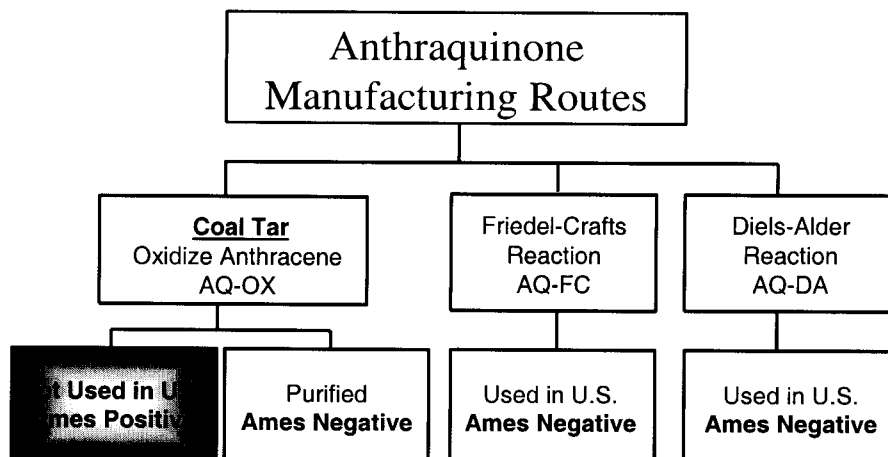 Anthraquinone
Manufacturing Routes
Coal Tar
Oxidize Anthracene
AQ-OX
Friedel-Crafts
Reaction
AQ-FC
Diels-Alder
Reaction
AQ-DA
Used in
Positive
Purified
Ames Negative
Used in U.S.
Ames Negative
Used in U.S.
Ames Negative